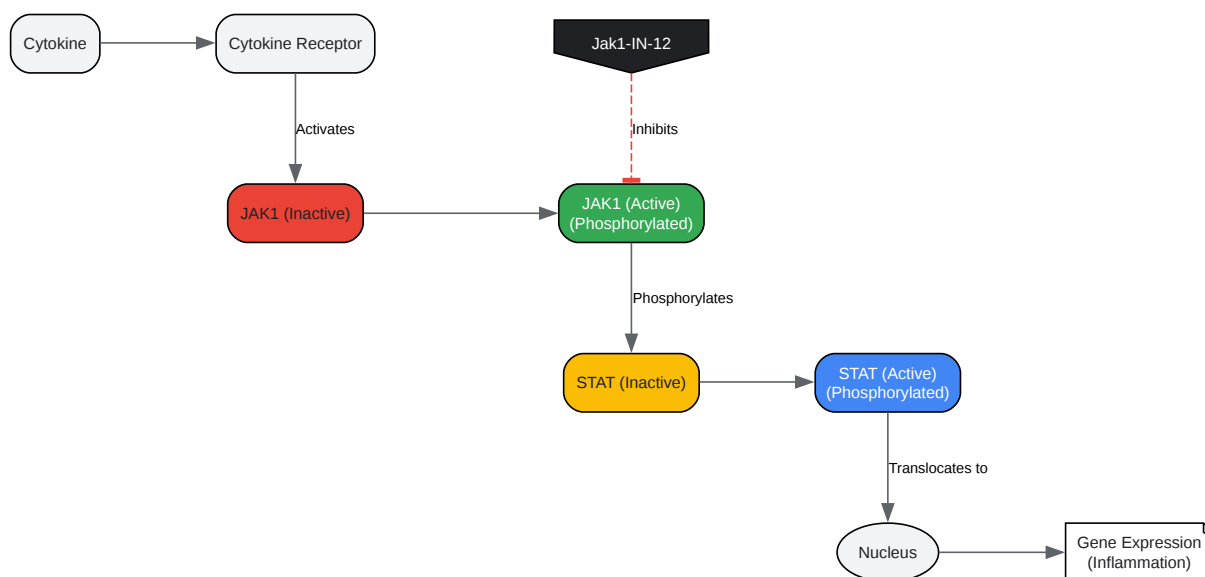 Cytokine
Cytokine Receptor
Jak1-IN-12
Activates
Inhibits
JAK1 (Inactive)
JAK1 (Active)
(Phosphorylated)
Phosphorylates
STAT (Inactive)
STAT (Active)
(Phosphorylated)
Translocates to
Nucleus
Gene Expression
(Inflammation)